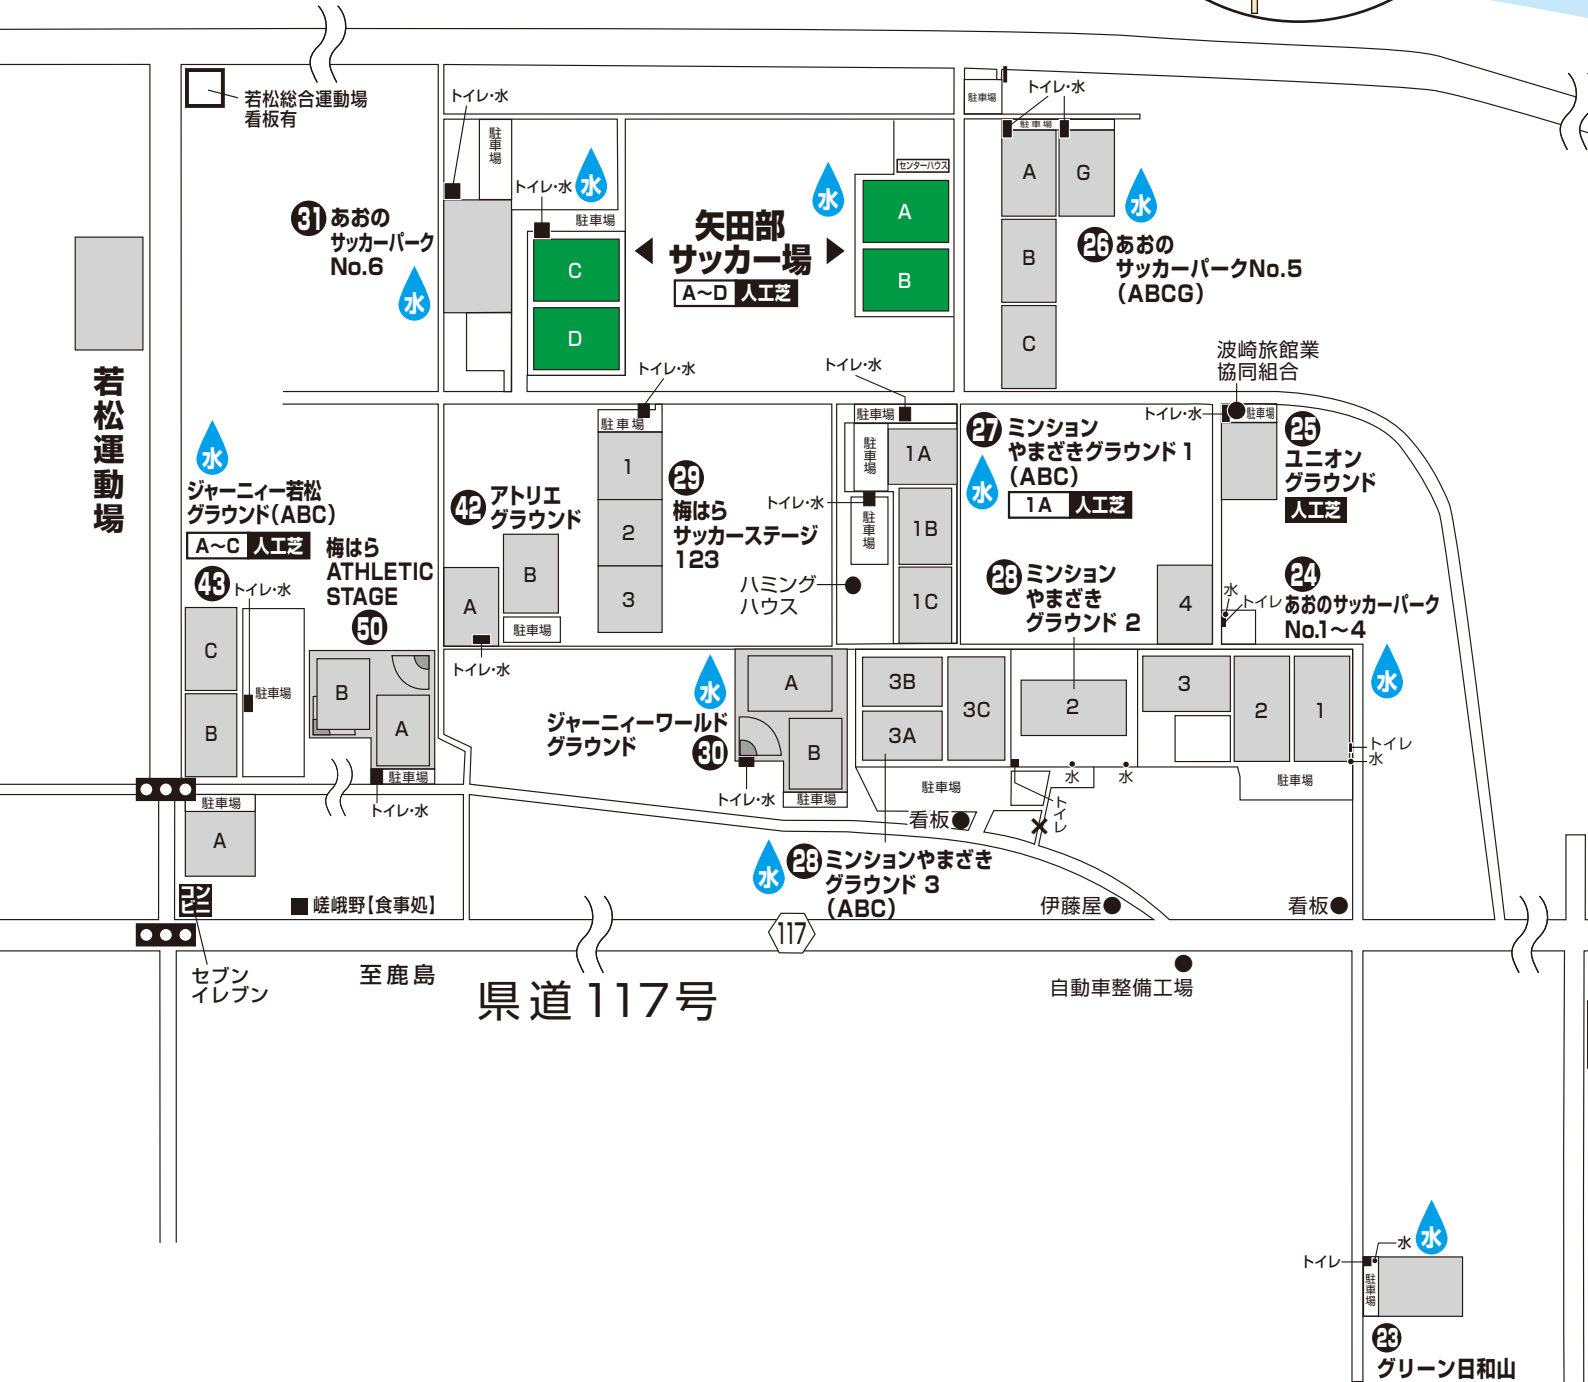 若松総合運動場
看板有
トイレ・水
駐車場
トイレ・水
水
駐車場
31 あおの
サッカーパーク
No.6
水
C
D
矢田部
サッカー場
A〜D 人工芝
水
センターハウス
A
B
駐車場
トイレ・水
駐車場
A
G
B
C
水
26 あおの
サッカーパークNo.5
(ABCG)
波崎旅館業
協同組合
トイレ・水
駐車場
25
ユニオン
グラウンド
人工芝
若松運動場
水
ジャーニィー若松
グラウンド(ABC)
A〜C 人工芝
43
トイレ・水
C
B
駐車場
梅はら
ATHLETIC
STAGE
50
B
A
駐車場
トイレ・水
駐車場
A
42 アトリエ
グラウンド
A
B
駐車場
トイレ・水
トイレ・水
駐車場
1
2
3
29
梅はら
サッカーステージ
123
トイレ・水
駐車場
駐車場
1A
トイレ・水
駐車場
1B
1C
ハミング
ハウス
27 ミンション
やまざきグラウンド 1
(ABC)
水
1A 人工芝
28 ミンション
やまざき
グラウンド 2
4
水
トイレ
24
あおのサッカーパーク
No.1〜4
水
ジャーニィーワールド
グラウンド
30
水
A
B
トイレ・水
駐車場
3B
3A
3C
2
3
2
1
トイレ
水
駐車場
駐車場
水
水
トイレ
看板
水
28 ミンションやまざき
グラウンド 3
(ABC)
コンビニ
嵯峨野【食事処】
伊藤屋
看板
117
セブン
イレブン
至鹿島
県道117号
自動車整備工場
トイレ
水
水
駐車場
23
グリーン日和山